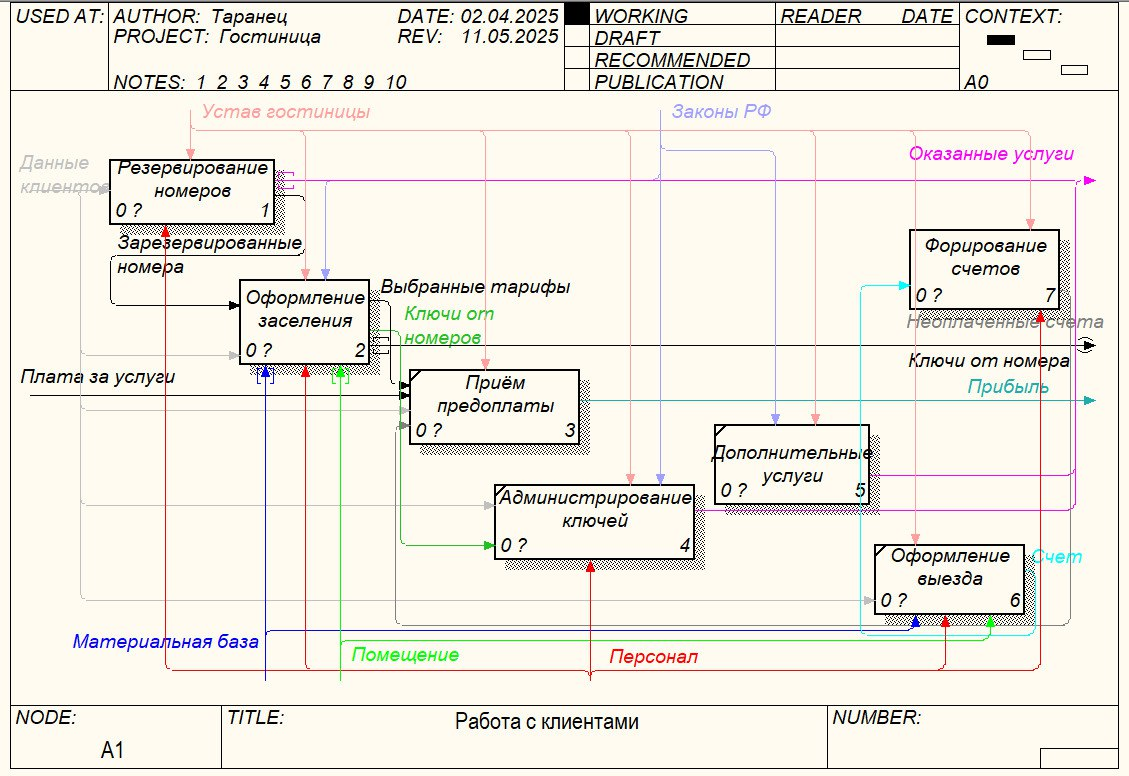 USED AT:
AUTHOR: Таранец
DATE: 02.04.2025
PROJECT: Гостиница
REV: 11.05.2025
NOTES: 1 2 3 4 5 6 7 8 9 10
WORKING
DRAFT
RECOMMENDED
PUBLICATION
READER DATE
CONTEXT:
A0
Устав гостиницы
Законы РФ
Данные
клиентов
Резервирование
номеров
0 ? 1
Оказанные услуги
Зарезервированные
номера
Форирование
счетов
0 ? 7
Выбранные тарифы
Оформление
заселения
0 ? 2
Ключи от
номеров
Неоплаченные счета
Ключи от номера
Плата за услуги
Приём
предоплаты
0 ? 3
Прибыль
Дополнительные
услуги
0 ? 5
Администрирование
ключей
0 ? 4
Оформление
выезда
0 ? 6
Счет
Материальная база
Помещение
Персонал
NODE:
A1
TITLE:
Работа с клиентами
NUMBER: